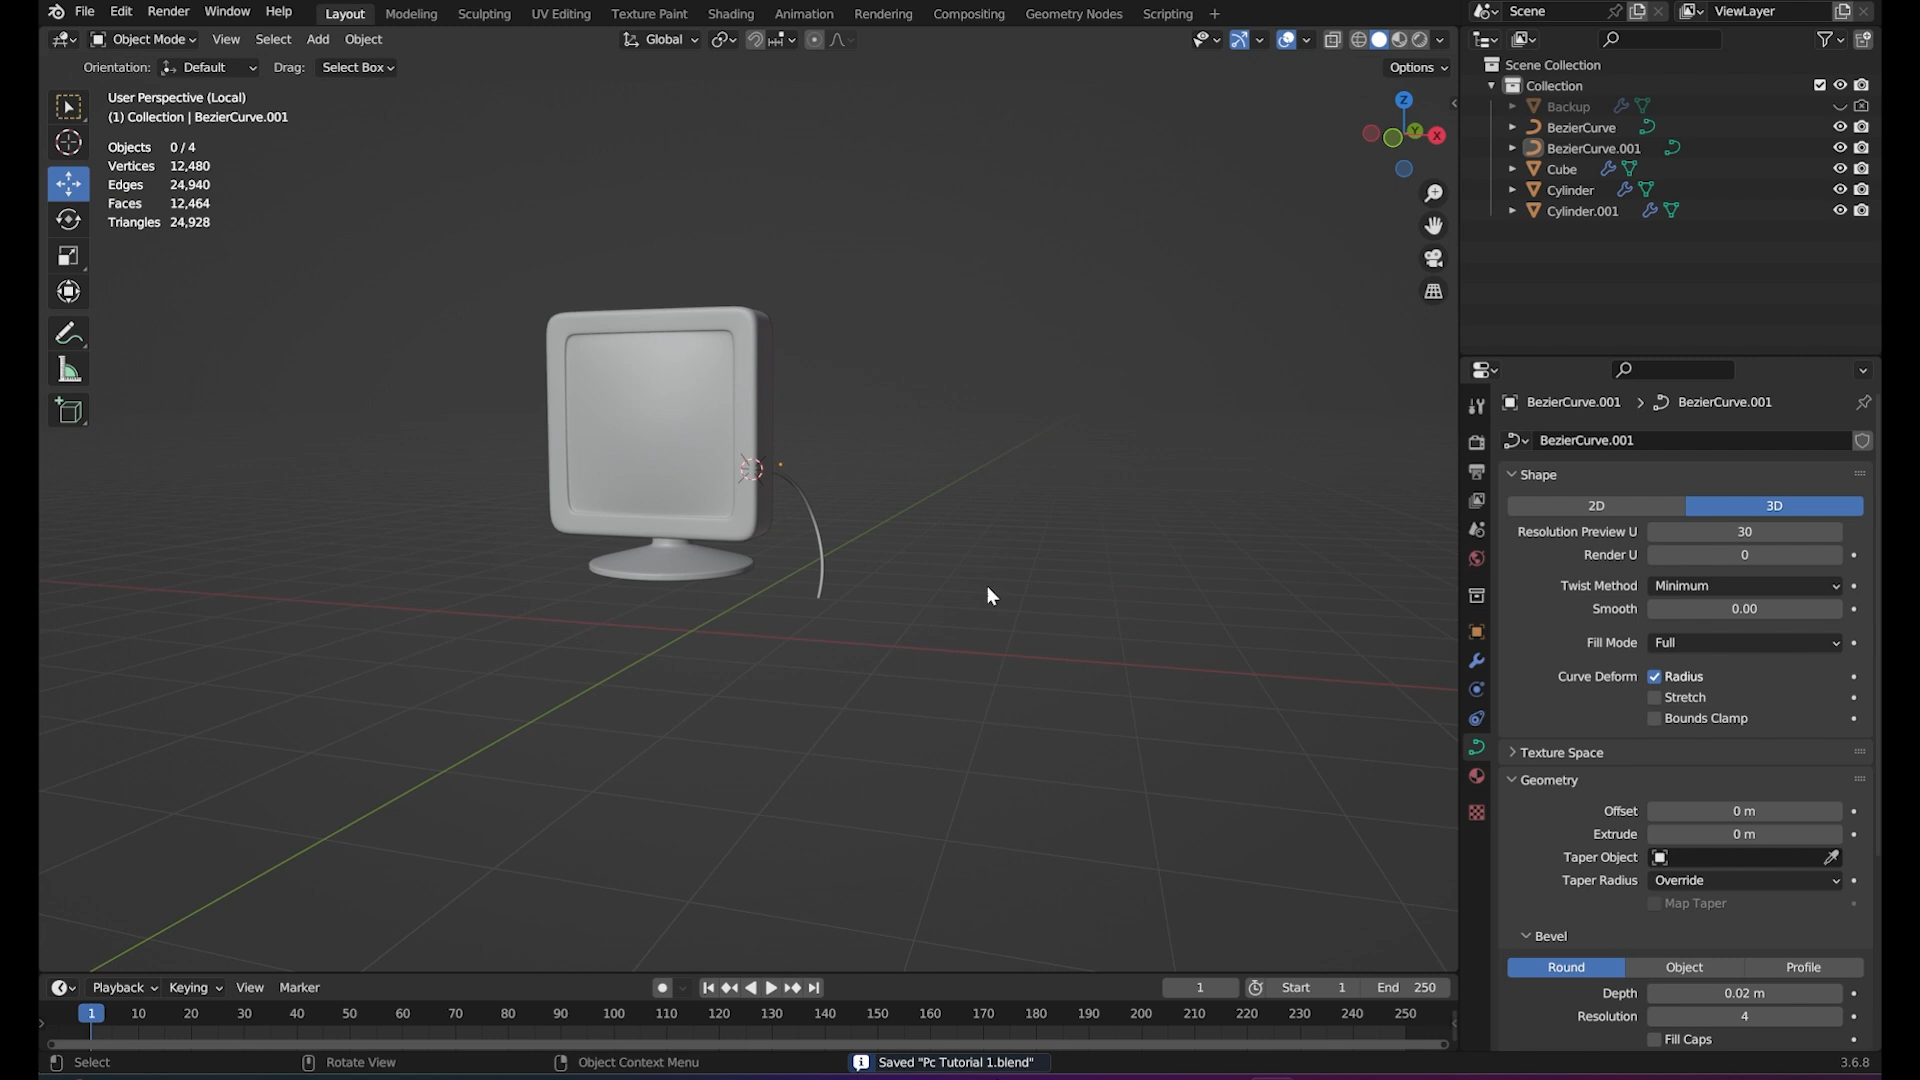 File Edit Render Window Help Layout Modeling Sculpting UV Editing Texture Paint Shading Animation Rendering Compositing Geometry Nodes Scripting + Scene ViewLayer
Object Mode View Select Add Object Global Options
Orientation: Default Drag: Select Box
User Perspective (Local)
(1) Collection | BezierCurve.001
Objects 0 / 4
Vertices 12,480
Edges 24,940
Faces 12,464
Triangles 24,928
Z
Y
X
Scene Collection
Collection
Backup
BezierCurve
BezierCurve.001
Cube
Cylinder
Cylinder.001
BezierCurve.001 > BezierCurve.001
BezierCurve.001
Shape
2D 3D
Resolution Preview U 30
Render U 0
Twist Method Minimum
Smooth 0.00
Fill Mode Full
Curve Deform Radius
Stretch
Bounds Clamp
Texture Space
Geometry
Offset 0 m
Extrude 0 m
Taper Object
Taper Radius Override
Map Taper
Bevel
Round Object Profile
Depth 0.02 m
Resolution 4
Fill Caps
Playback Keying View Marker 1 Start 1 End 250
1 10 20 30 40 50 60 70 80 90 100 110 120 130 140 150 160 170 180 190 200 210 220 230 240 250
Select Rotate View Object Context Menu Saved "Pc Tutorial 1.blend" 3.6.8